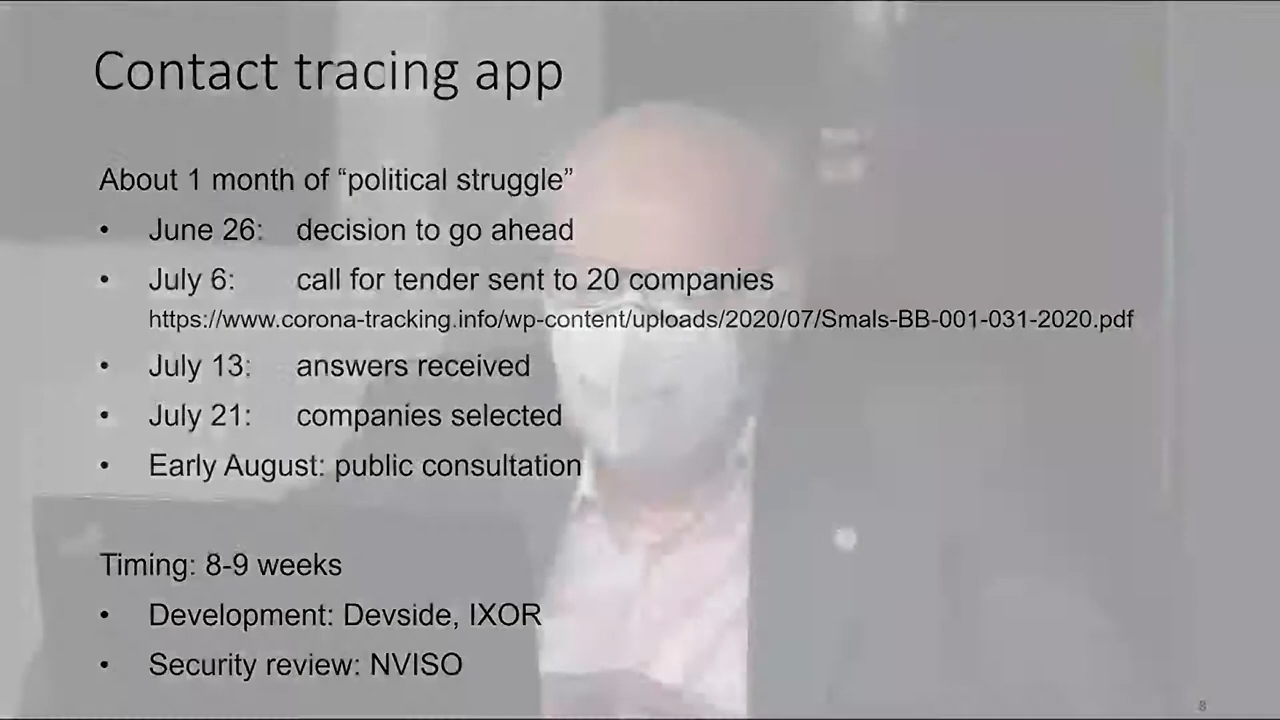 Contact tracing app
About 1 month of “political struggle”
• June 26: decision to go ahead
• July 6: call for tender sent to 20 companies
https://www.corona-tracking.info/wp-content/uploads/2020/07/Smals-BB-001-031-2020.pdf
• July 13: answers received
• July 21: companies selected
• Early August: public consultation
Timing: 8-9 weeks
• Development: Devside, IXOR
• Security review: NVISO
8